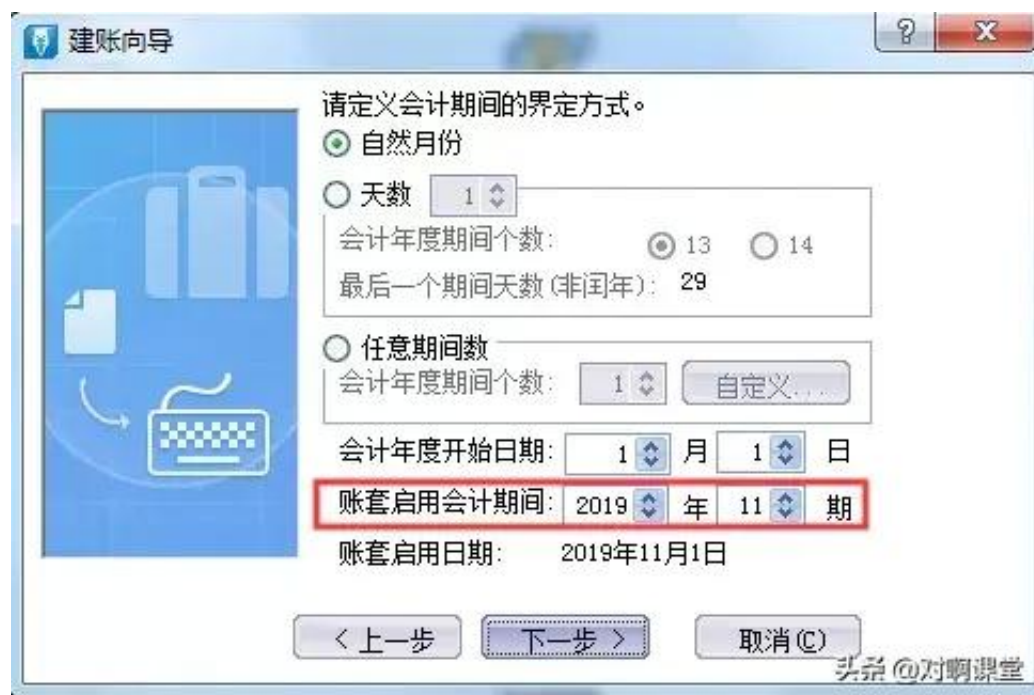 建账向导
请定义会计期间的界定方式。
自然月份
天数 1
会计年度期间个数: 13 14
最后一个期间天数(非闰年): 29
任意期间数
会计年度期间个数: 1 自定义...
会计年度开始日期: 1 月 1 日
账套启用会计期间: 2019 年 11 期
账套启用日期: 2019年11月1日
< 上一步 下一步 > 取消(C)
头条 @对啊课堂